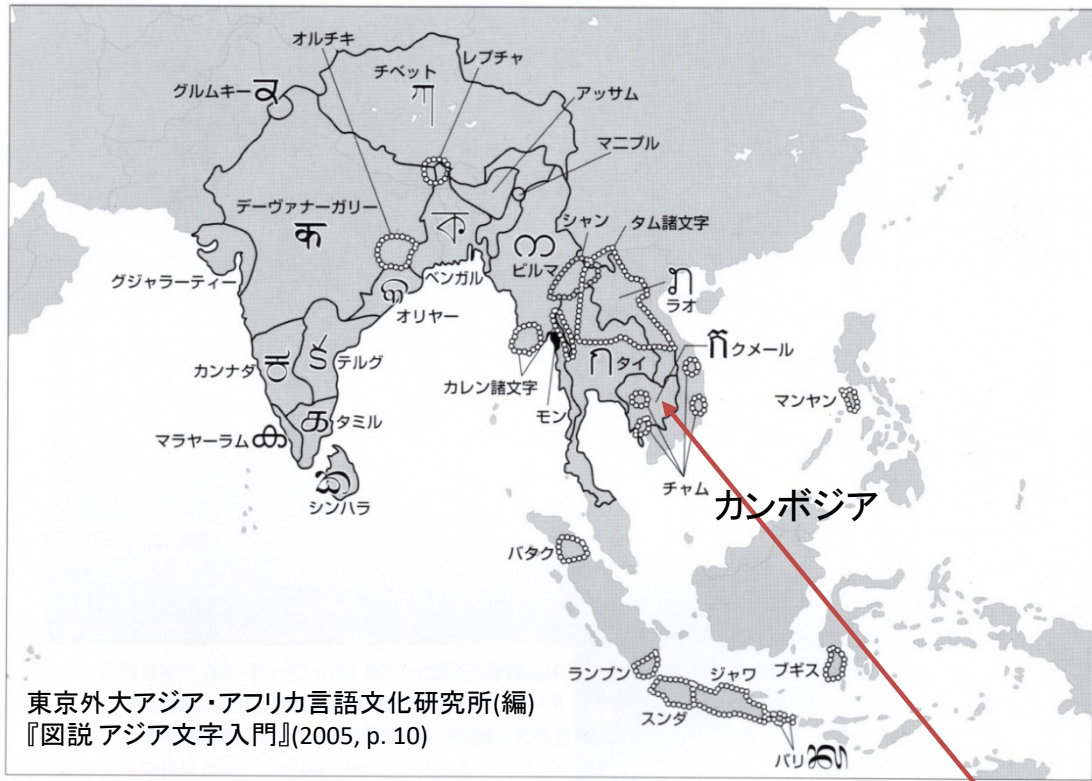 オルチキ
レプチャ
チベット
ཀ
グルムキー
ਕ
アッサム
マニプル
デーヴァナーガリー
क
シャン
タム諸文字
ক
ビルマ
က
グジャラーティー
ベンガル
ラオ
ກ
オリヤー
କ
カンナダ
ಕ
テルグ
క
カレン諸文字
タイ
ก
クメール
ក
マンヤン
モン
タミル
க
マラヤーラム
ക
シンハラ
ක
チャム
カンボジア
バタク
ランプン
ジャワ
ブギス
スンダ
バリ
東京外大アジア・アフリカ言語文化研究所(編)
『図説 アジア文字入門』(2005, p. 10)